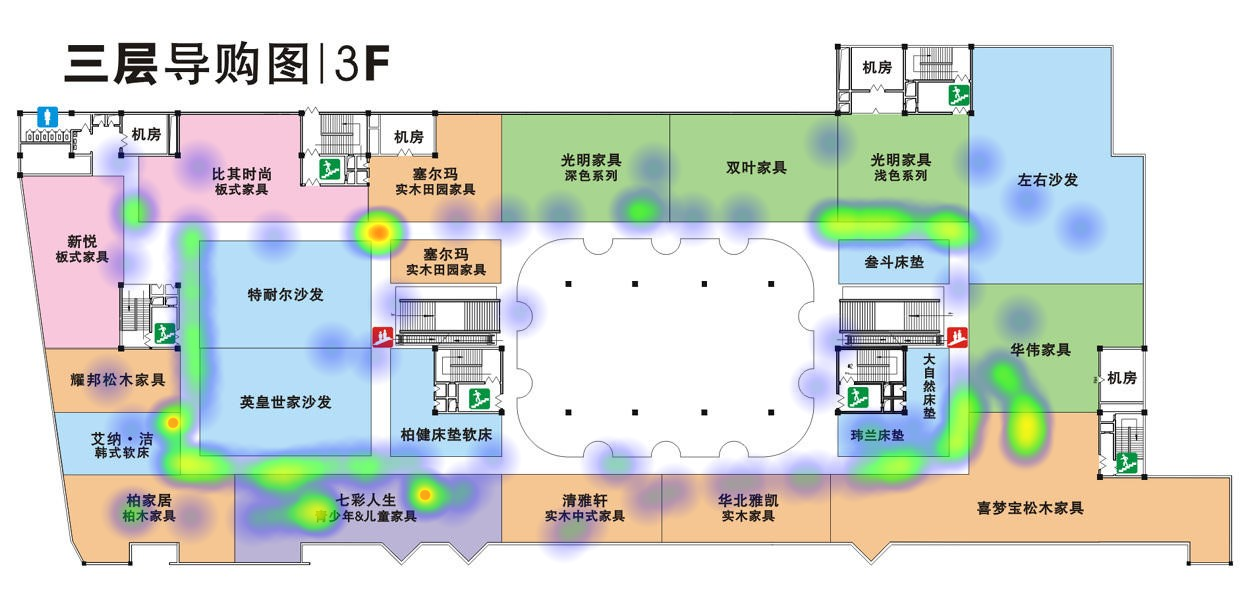 三层导购图|3F
机房
机房
机房
比其时尚
板式家具
塞尔玛
实木田园家具
光明家具
深色系列
双叶家具
光明家具
浅色系列
左右沙发
新悦
板式家具
特耐尔沙发
塞尔玛
实木田园家具
叁斗床垫
华伟家具
大自然床垫
机房
耀邦松木家具
英皇世家沙发
艾纳·洁
韩式软床
柏健床垫软床
玮兰床垫
柏家居
柏木家具
七彩人生
青少年&儿童家具
清雅轩
实木中式家具
华北雅凯
实木家具
喜梦宝松木家具